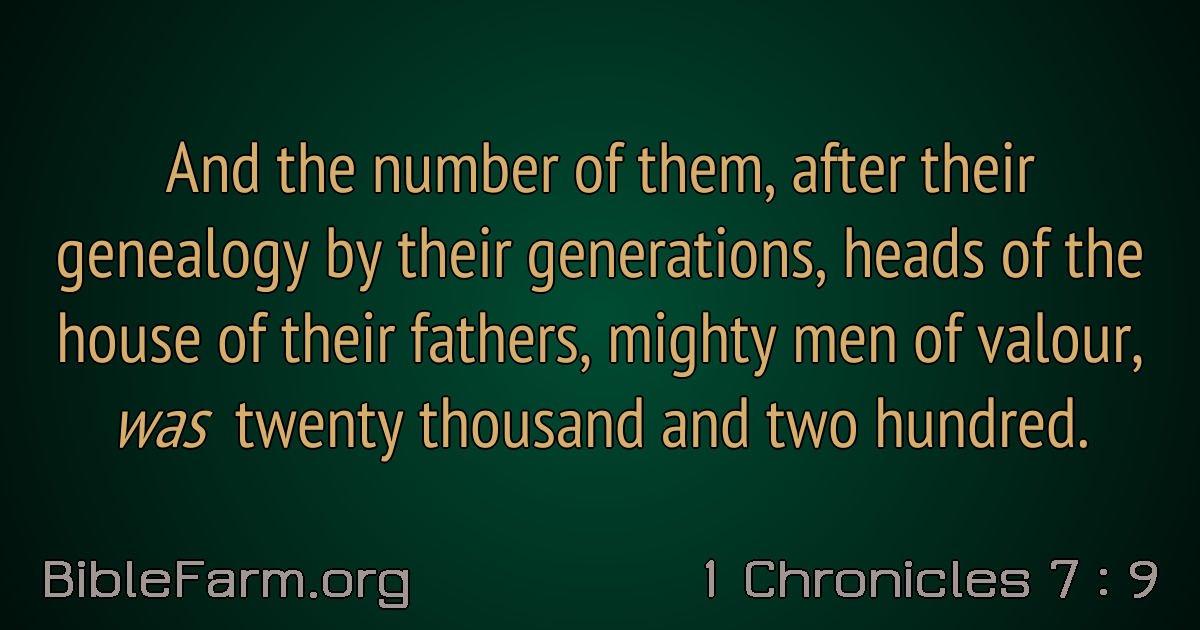 And the number of them, after their
genealogy by their generations, heads of the
house of their fathers, mighty men of valour,
was twenty thousand and two hundred.
BibleFarm.org
1 Chronicles 7 : 9